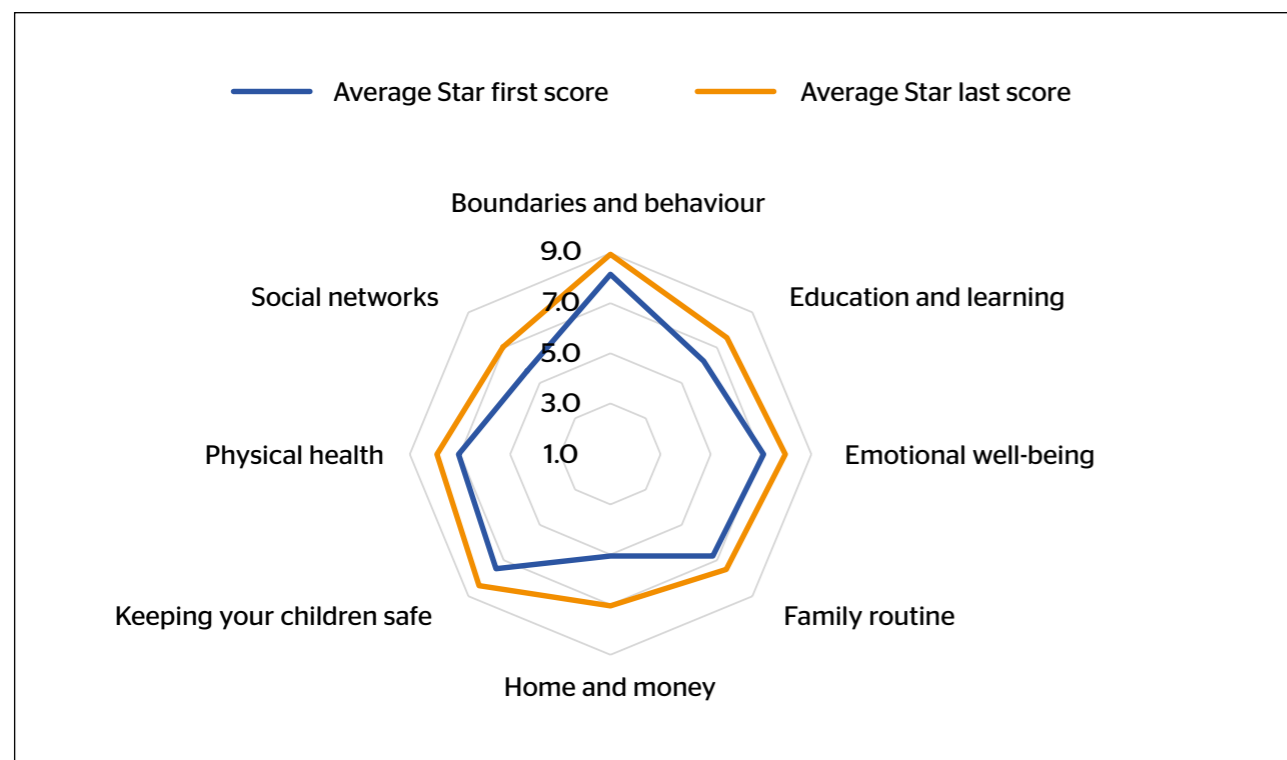 Average Star first score
Average Star last score
Boundaries and behaviour
9.0
Social networks
Education and learning
7.0
5.0
3.0
Physical health
1.0
Emotional well-being
Keeping your children safe
Family routine
Home and money